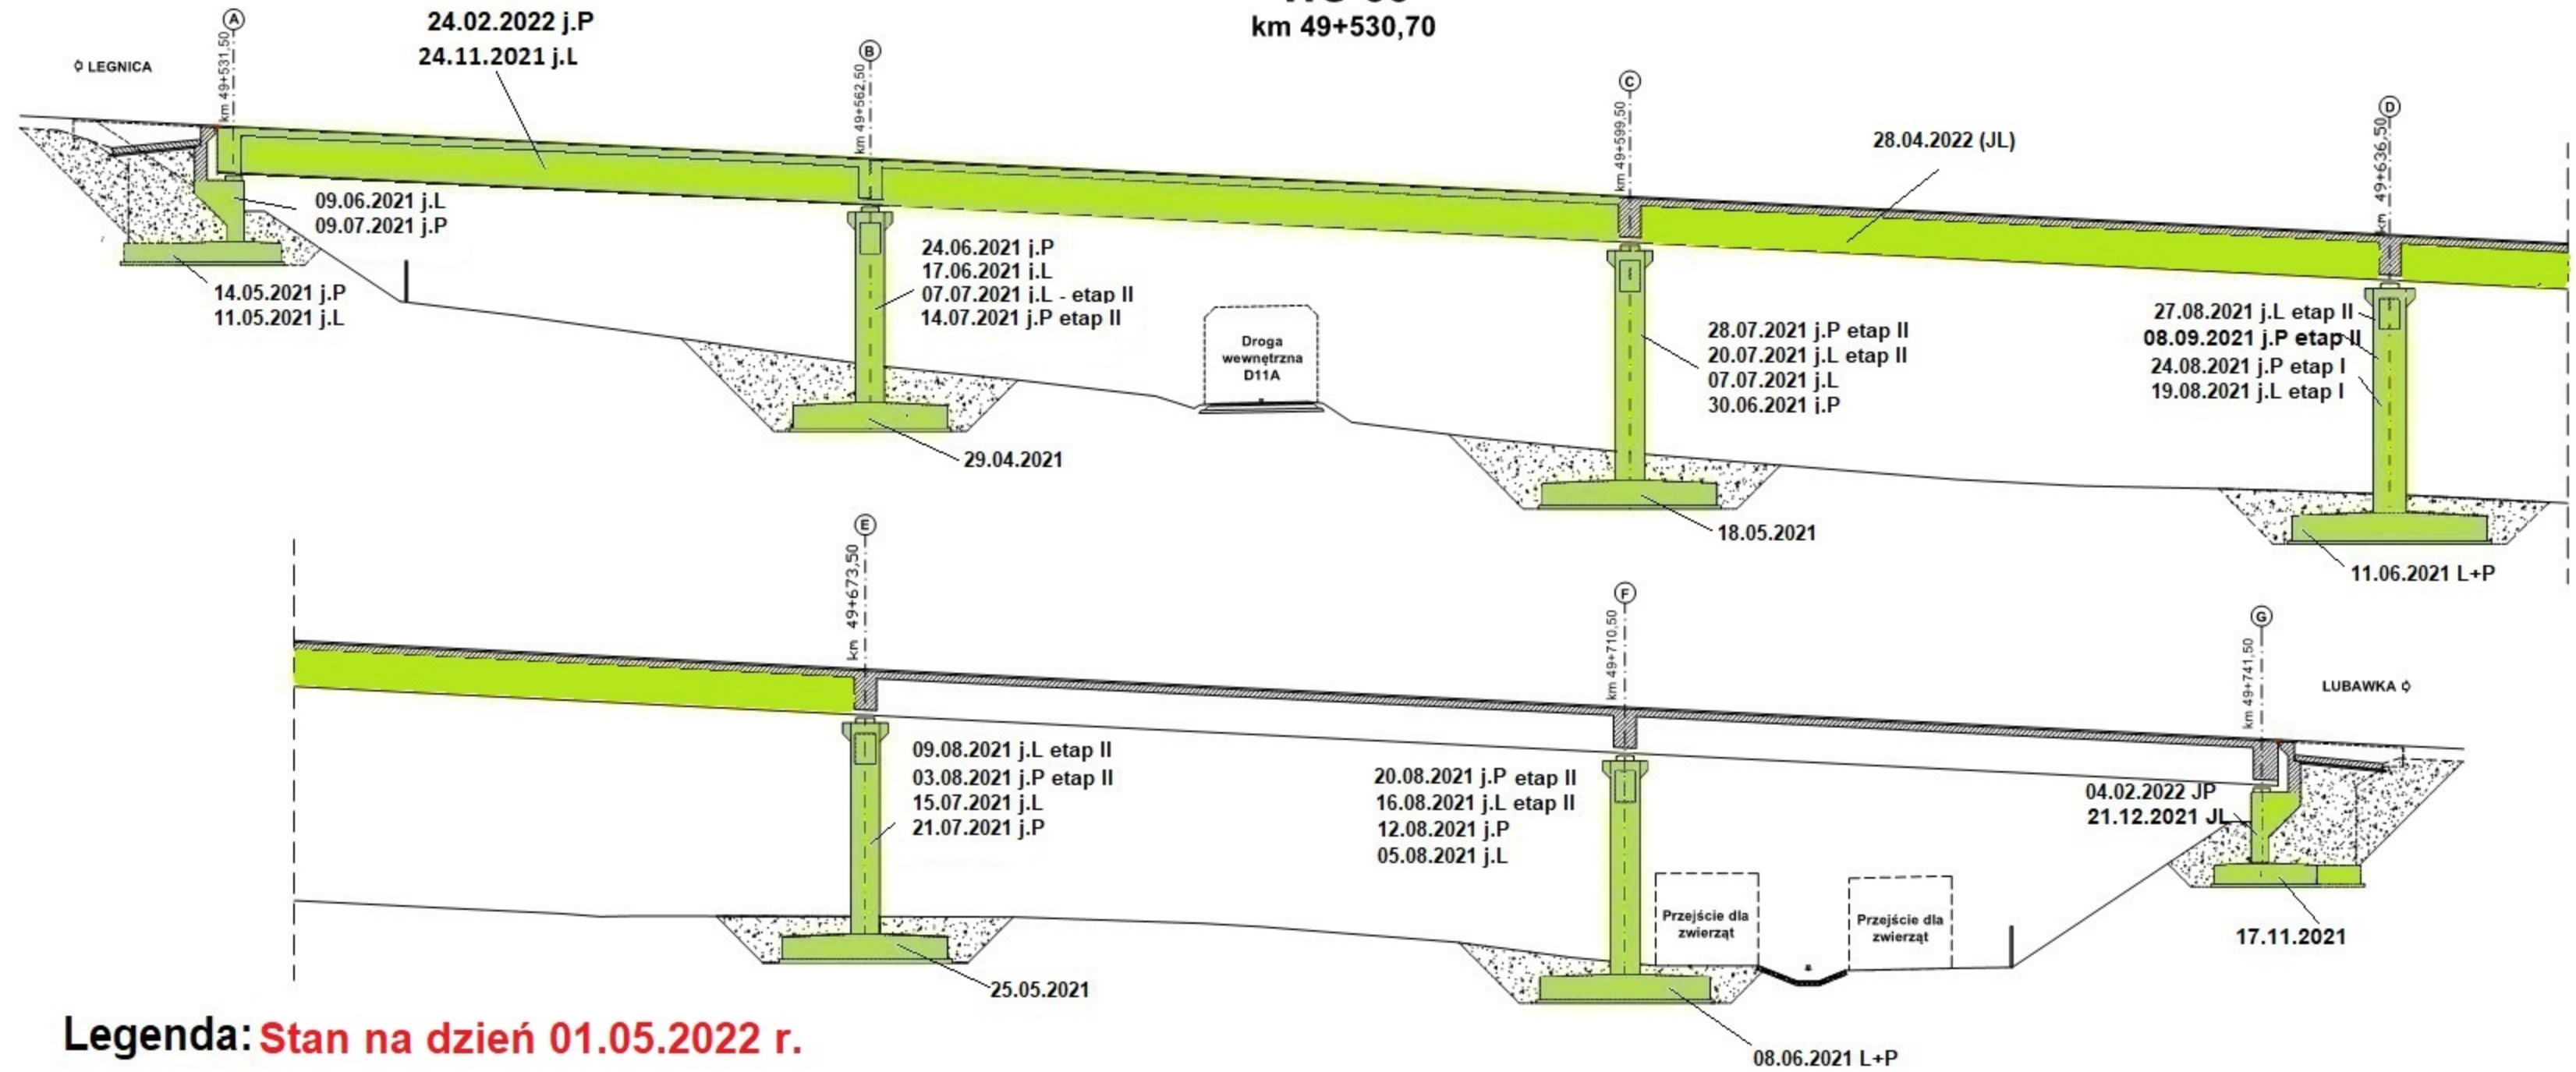 km 49+530,70
A
km 49+531,50
LEGNICA
24.02.2022 j.P
24.11.2021 j.L
B
km 49+562,50
C
km 49+599,50
D
km 49+636,50
28.04.2022 (JL)
09.06.2021 j.L
09.07.2021 j.P
14.05.2021 j.P
11.05.2021 j.L
24.06.2021 j.P
17.06.2021 j.L
07.07.2021 j.L - etap II
14.07.2021 j.P etap II
29.04.2021
Droga
wewnętrzna
D11A
28.07.2021 j.P etap II
20.07.2021 j.L etap II
07.07.2021 j.L
30.06.2021 j.P
18.05.2021
27.08.2021 j.L etap II
08.09.2021 j.P etap II
24.08.2021 j.P etap I
19.08.2021 j.L etap I
11.06.2021 L+P
E
km 49+673,50
F
km 49+710,50
G
km 49+741,50
LUBAWKA
09.08.2021 j.L etap II
03.08.2021 j.P etap II
15.07.2021 j.L
21.07.2021 j.P
25.05.2021
20.08.2021 j.P etap II
16.08.2021 j.L etap II
12.08.2021 j.P
05.08.2021 j.L
08.06.2021 L+P
Przejście dla
zwierząt
Przejście dla
zwierząt
04.02.2022 JP
21.12.2021 JL
17.11.2021
Legenda: Stan na dzień 01.05.2022 r.